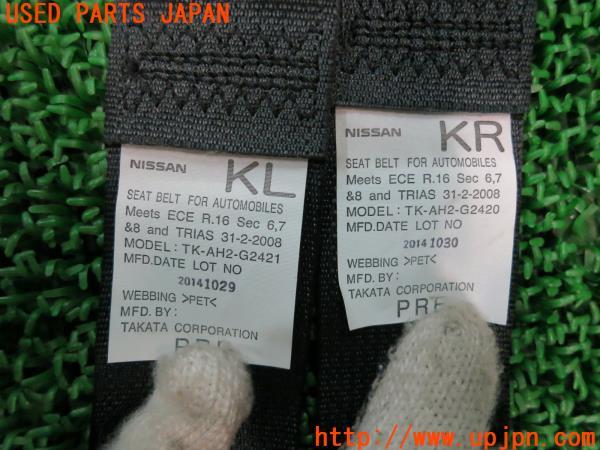 USED PARTS JAPAN
NISSAN KL
SEAT BELT FOR AUTOMOBILES
Meets ECE R.16 Sec 6,7
&8 and TRIAS 31-2-2008
MODEL: TK-AH2-G2421
MFD.DATE LOT NO
20141029
WEBBING >PET<
MFD. BY:
TAKATA CORPORATION
NISSAN KR
SEAT BELT FOR AUTOMOBILES
Meets ECE R.16 Sec 6,7
&8 and TRIAS 31-2-2008
MODEL: TK-AH2-G2420
MFD.DATE LOT NO
20141030
WEBBING >PET<
MFD. BY:
TAKATA CORPORATION
PRE
http://www.upjpn.com